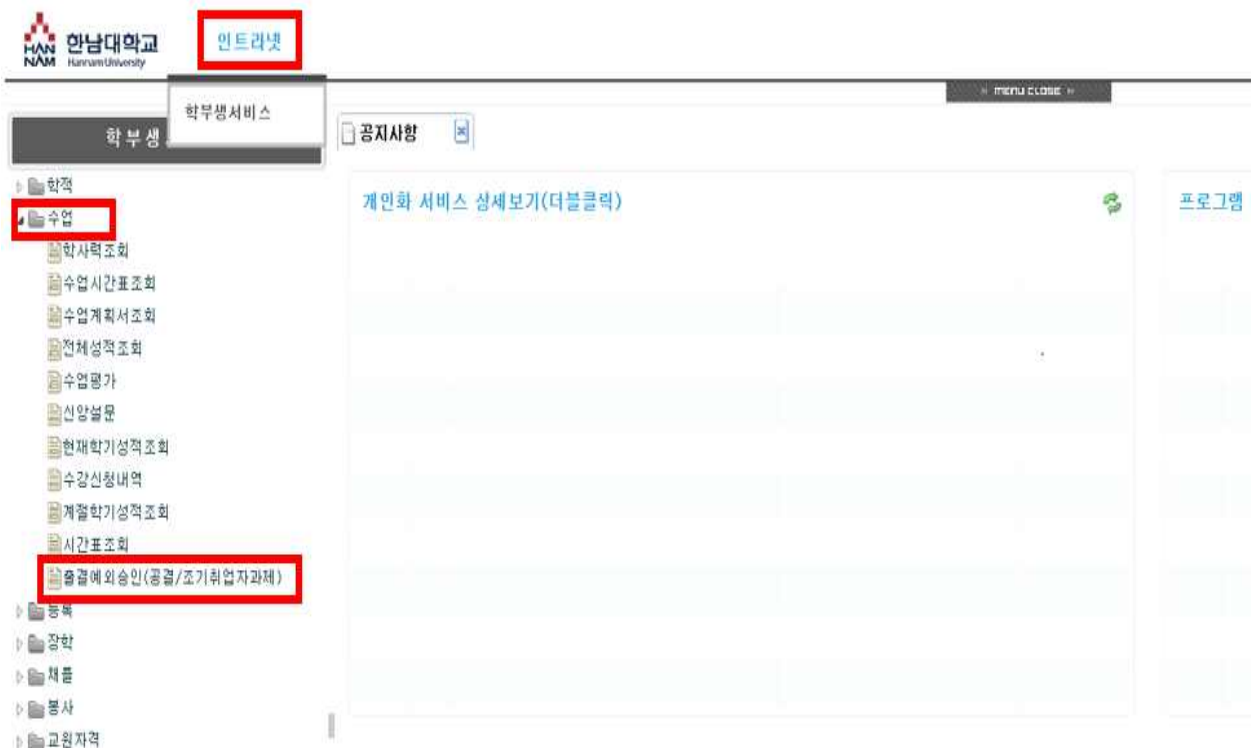 HAN
NAM
한남대학교
Hannam University
인트라넷
» MENU CLOSE »
학부생서비스
학부생
공지사항
학적
개인화 서비스 상세보기(더블클릭)
프로그램
수업
학사력조회
수업시간표조회
수업계획서조회
전체성적조회
수업평가
신앙설문
현재학기성적조회
수강신청내역
계절학기성적조회
시간표조회
출결예외승인(공결/조기취업자과제)
등록
장학
채플
봉사
교원자격